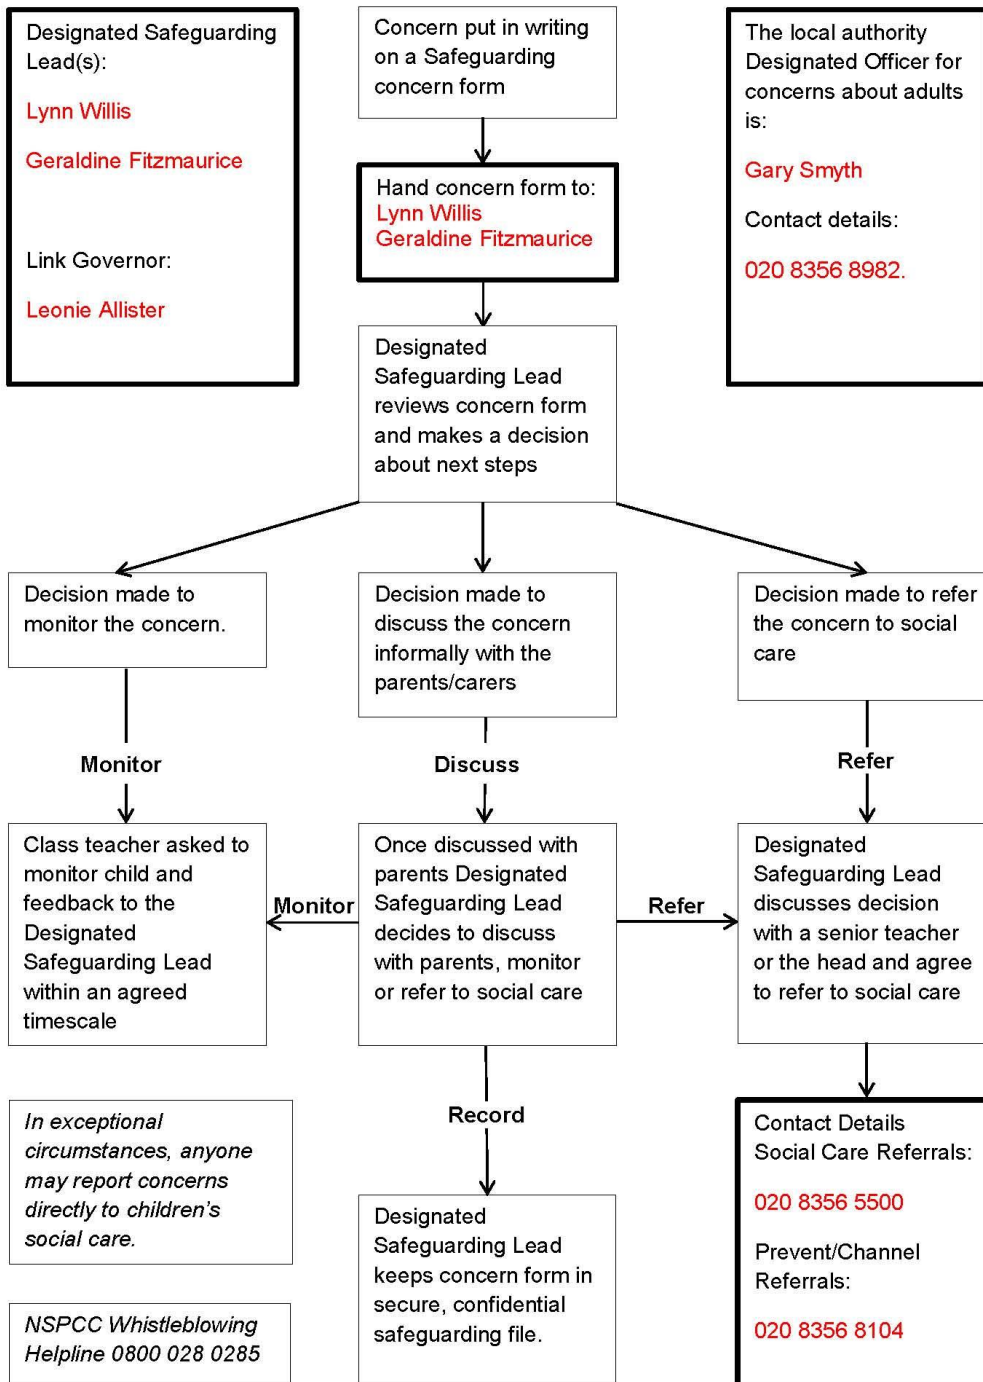 Designated Safeguarding
Lead(s):
Lynn Willis
Geraldine Fitzmaurice
Link Governor:
Leonie Allister
Concern put in writing
on a Safeguarding
concern form
The local authority
Designated Officer for
concerns about adults
is:
Gary Smyth
Contact details:
020 8356 8982.
Hand concern form to:
Lynn Willis
Geraldine Fitzmaurice
Designated
Safeguarding Lead
reviews concern form
and makes a decision
about next steps
Decision made to
monitor the concern.
Decision made to
discuss the concern
informally with the
parents/carers
Decision made to refer
the concern to social
care
Monitor
Discuss
Refer
Class teacher asked to
monitor child and
feedback to the
Designated
Safeguarding Lead
within an agreed
timescale
Monitor
Once discussed with
parents Designated
Safeguarding Lead
decides to discuss
with parents, monitor
or refer to social care
Refer
Designated
Safeguarding Lead
discusses decision
with a senior teacher
or the head and agree
to refer to social care
Record
In exceptional
circumstances, anyone
may report concerns
directly to children's
social care.
NSPCC Whistleblowing
Helpline 0800 028 0285
Designated
Safeguarding Lead
keeps concern form in
secure, confidential
safeguarding file.
Contact Details
Social Care Referrals:
020 8356 5500
Prevent/Channel
Referrals:
020 8356 8104